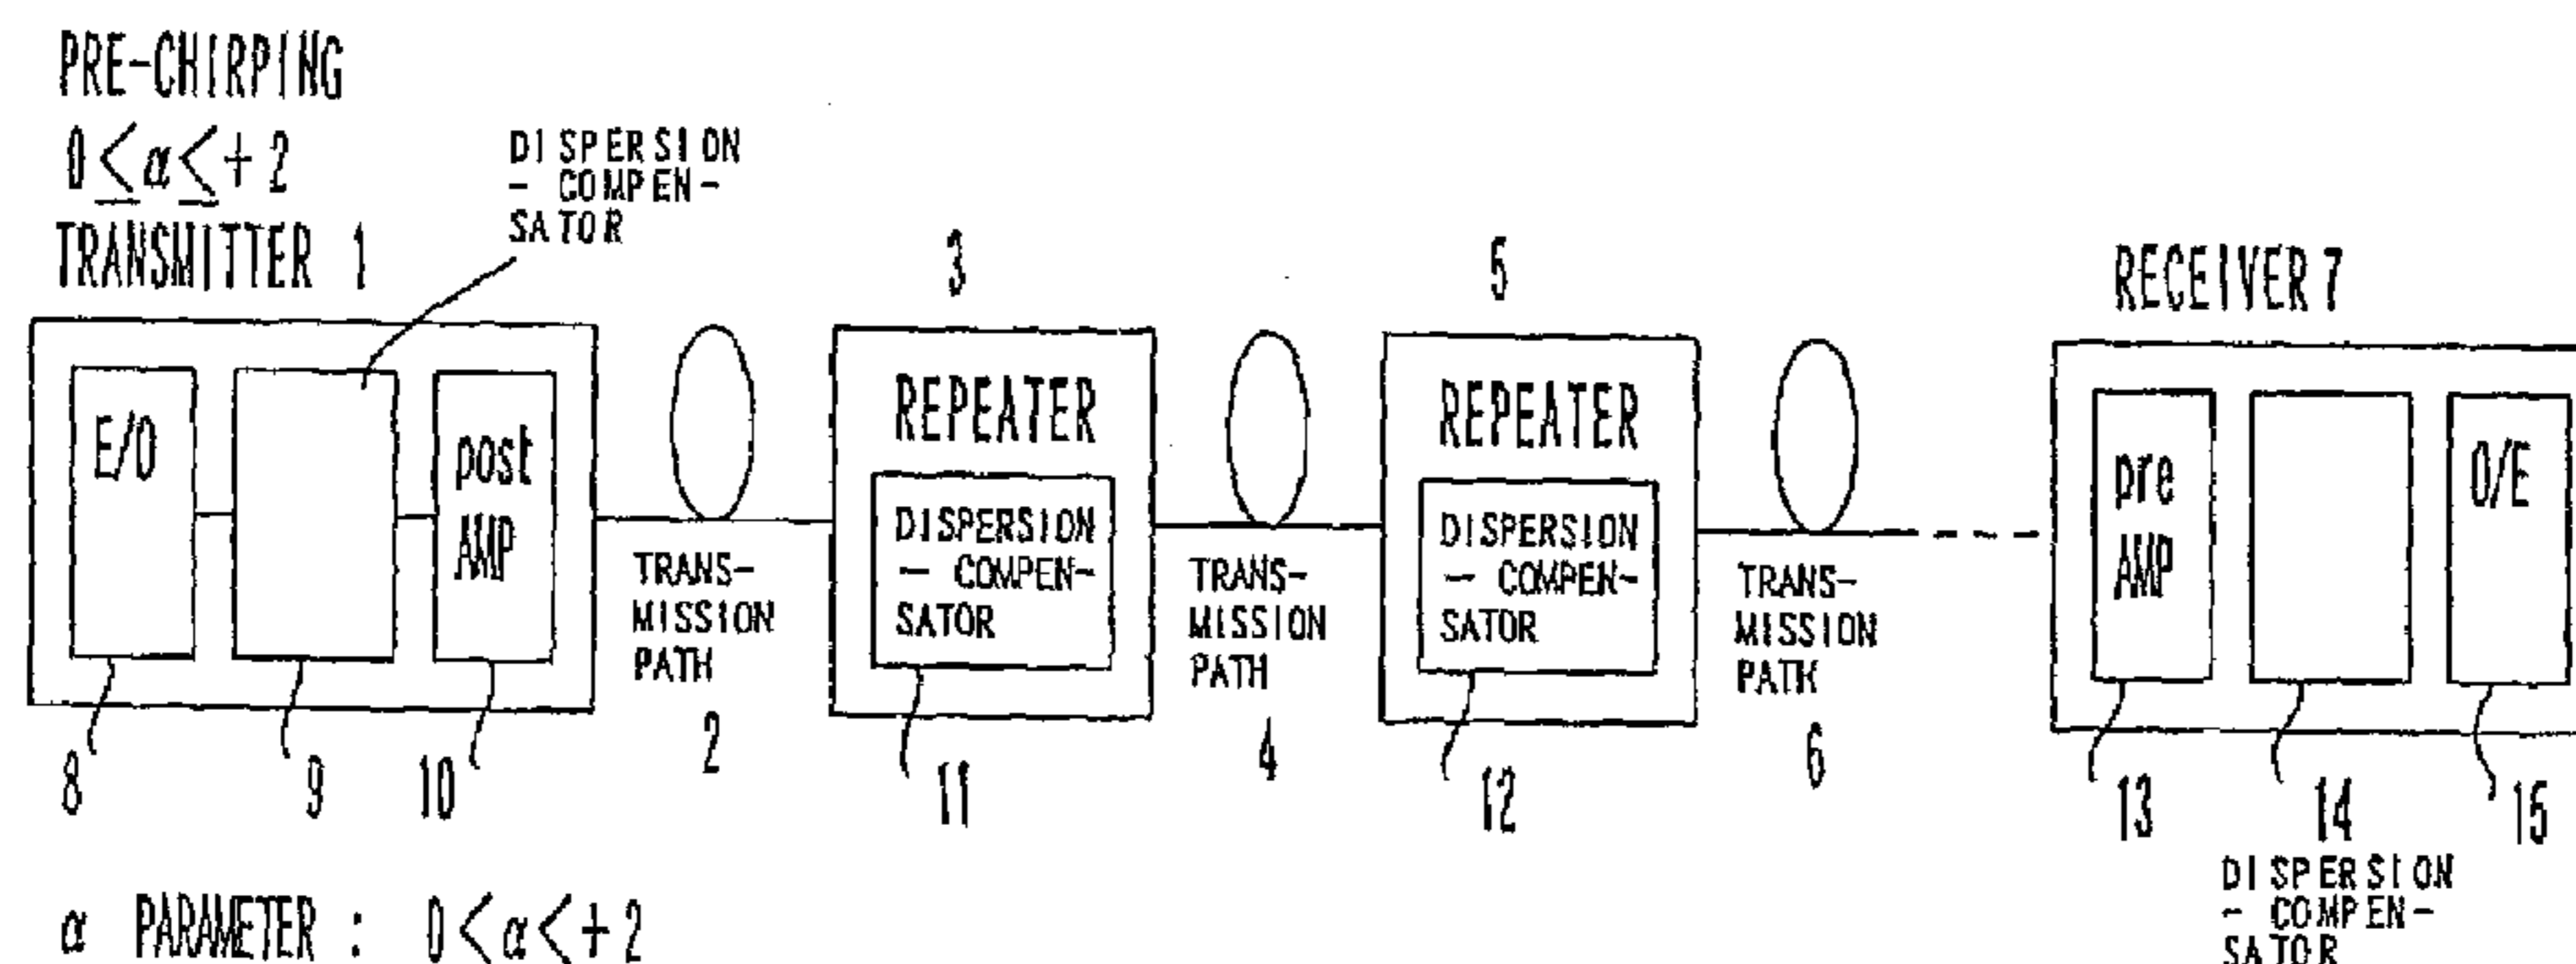 PRE-CHIRPING
0≤α≤+2
TRANSMITTER 1
DISPERSION
- COMPEN-
SATOR
3
5
RECEIVER 7
E/O
post
AMP
REPEATER
DISPERSION
- COMPEN-
SATOR
REPEATER
DISPERSION
- COMPEN-
SATOR
pre
AMP
O/E
TRANS-
MISSION
PATH
2
TRANS-
MISSION
PATH
4
TRANS-
MISSION
PATH
6
8
9
10
11
12
13
14
15
DISPERSION
- COMPEN-
SATOR
α PARAMETER : 0<α<+2